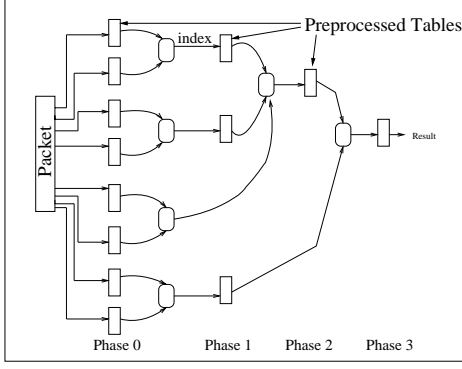 Preprocessed Tables
index
Packet
Result
Phase 0
Phase 1
Phase 2
Phase 3